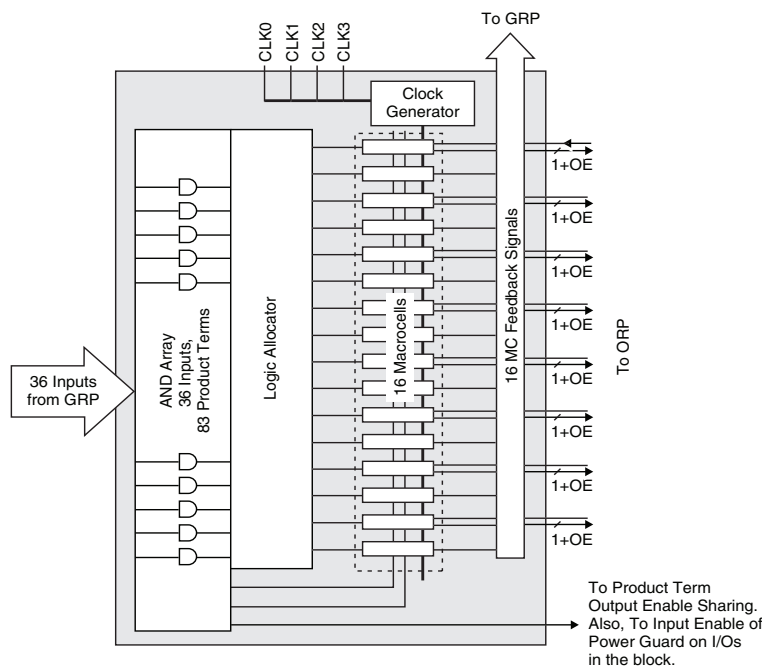 To GRP
CLK0
CLK1
CLK2
CLK3
Clock
Generator
36 Inputs
from GRP
AND Array
36 Inputs,
83 Product Terms
Logic Allocator
16 Macrocells
16 MC Feedback Signals
1+OE
1+OE
1+OE
1+OE
1+OE
1+OE
1+OE
1+OE
To ORP
To Product Term
Output Enable Sharing.
Also, To Input Enable of
Power Guard on I/Os
in the block.